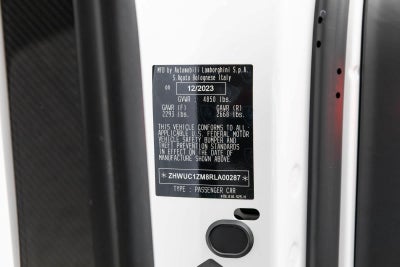 MFD by Automobili Lamborghini S.p.A.
S.Agata Bolognese Italy
on 12/2023
GVWR : 4850 lbs.
GAWR (F) GAWR (R)
2293 lbs. 2668 lbs.
THIS VEHICLE CONFORMS TO ALL
APPLICABLE U.S. FEDERAL MOTOR
VEHICLE SAFETY BUMPER AND
THEFT PREVENTION STANDARDS
IN EFFECT ON THE DATE OF
MANUFACTURE SHOWN ABOVE
*ZHWUC1ZM8RLA00287*
TYPE : PASSENGER CAR